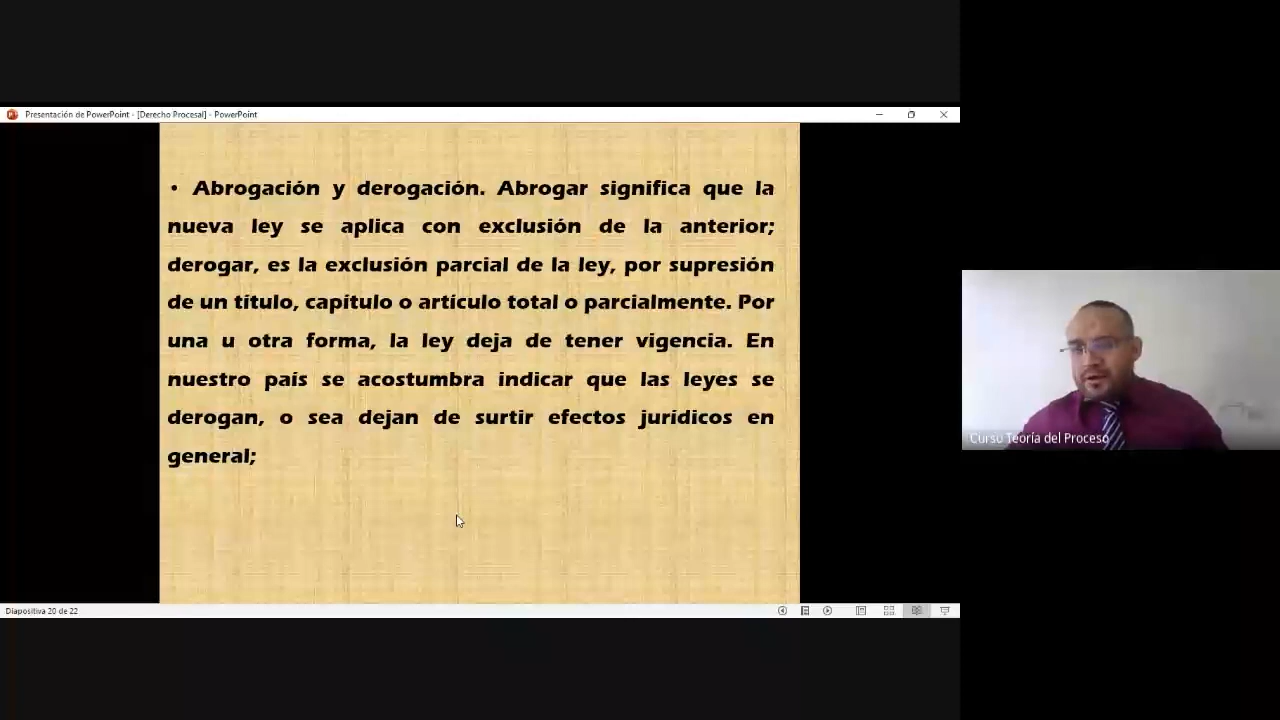 Presentación de PowerPoint - [Derecho Procesal] - PowerPoint
• Abrogación y derogación. Abrogar significa que la
nueva ley se aplica con exclusión de la anterior;
derogar, es la exclusión parcial de la ley, por supresión
de un título, capítulo o artículo total o parcialmente. Por
una u otra forma, la ley deja de tener vigencia. En
nuestro país se acostumbra indicar que las leyes se
derogan, o sea dejan de surtir efectos jurídicos en
general;
Curso Teoría del Proceso
Diapositiva 20 de 22